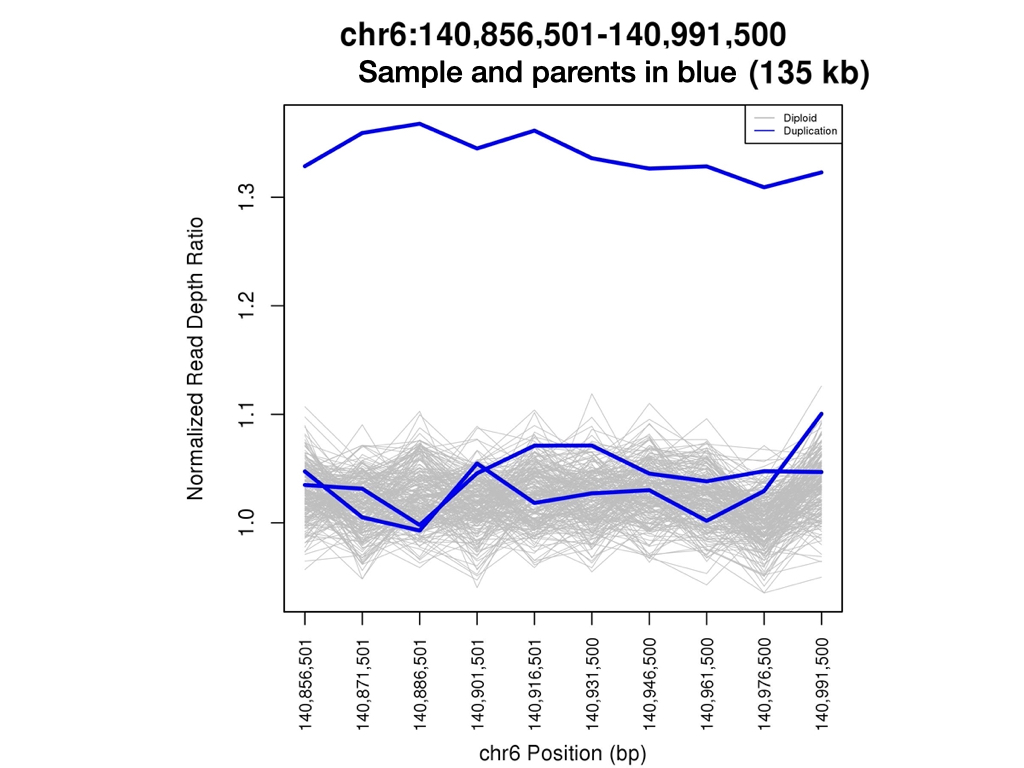 chr6:140,856,501-140,991,500
Sample and parents in blue (135 kb)
Diploid
Duplication
Normalized Read Depth Ratio
1.3
1.2
1.1
1.0
140,856,501
140,871,501
140,886,501
140,901,501
140,916,501
140,931,500
140,946,500
140,961,500
140,976,500
140,991,500
chr6 Position (bp)